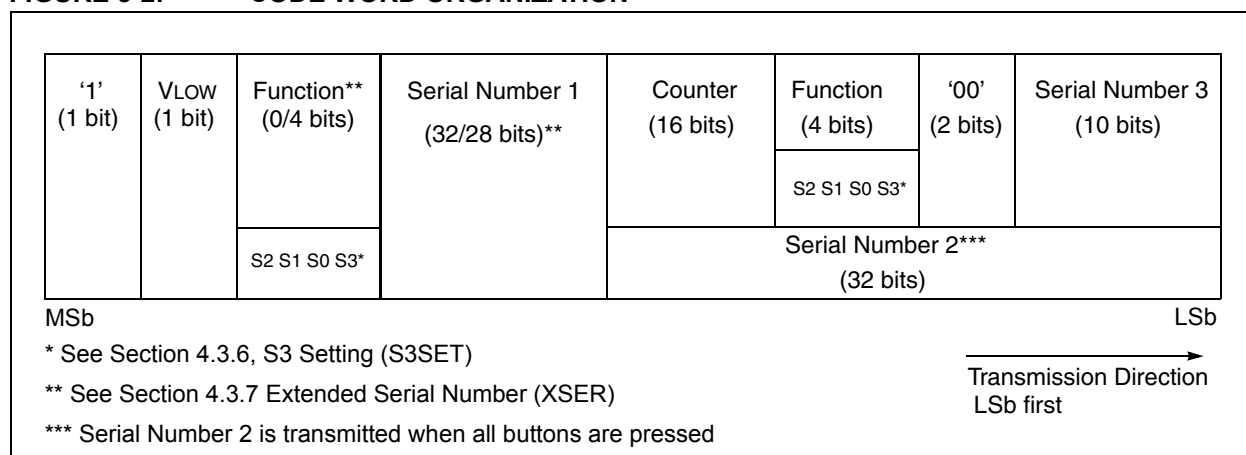 FIGURE CODE WORD ORGANIZATION
‘1’
(1 bit)
VLOW
(1 bit)
Function**
(0/4 bits)
S2 S1 S0 S3*
Serial Number 1
(32/28 bits)**
Counter
(16 bits)
Function
(4 bits)
S2 S1 S0 S3*
‘00’
(2 bits)
Serial Number 3
(10 bits)
Serial Number 2***
(32 bits)
MSb
LSb
* See Section 4.3.6, S3 Setting (S3SET)
** See Section 4.3.7 Extended Serial Number (XSER)
*** Serial Number 2 is transmitted when all buttons are pressed
Transmission Direction
LSb first